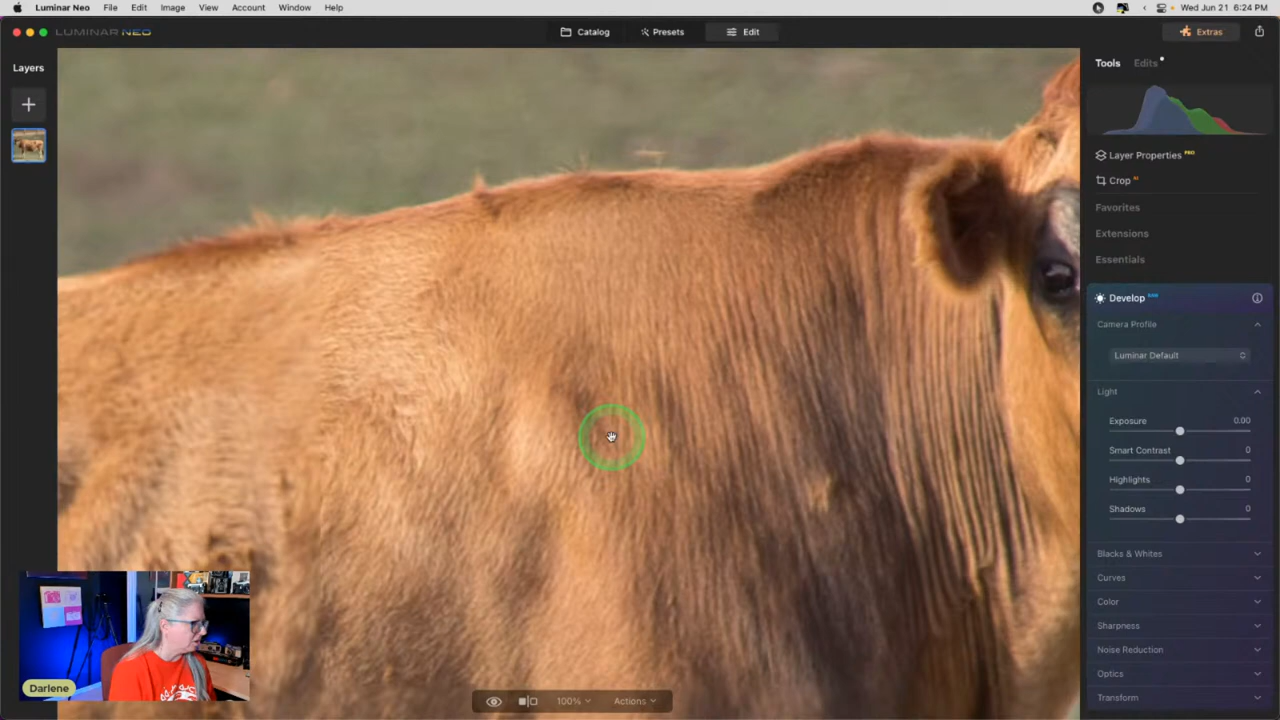 Luminar Neo File Edit Image View Account Window Help Wed Jun 21 6:24 PM
LUMINAR NEO Catalog Presets Edit Extras
Layers
Tools Edits
Layer Properties PRO
Crop AI
Favorites
Extensions
Essentials
Develop
Camera Profile
Luminar Default
Light
Exposure 0.00
Smart Contrast 0
Highlights 0
Shadows 0
Blacks & Whites
Curves
Color
Sharpness
Noise Reduction
Optics
Transform
Darlene
100% Actions